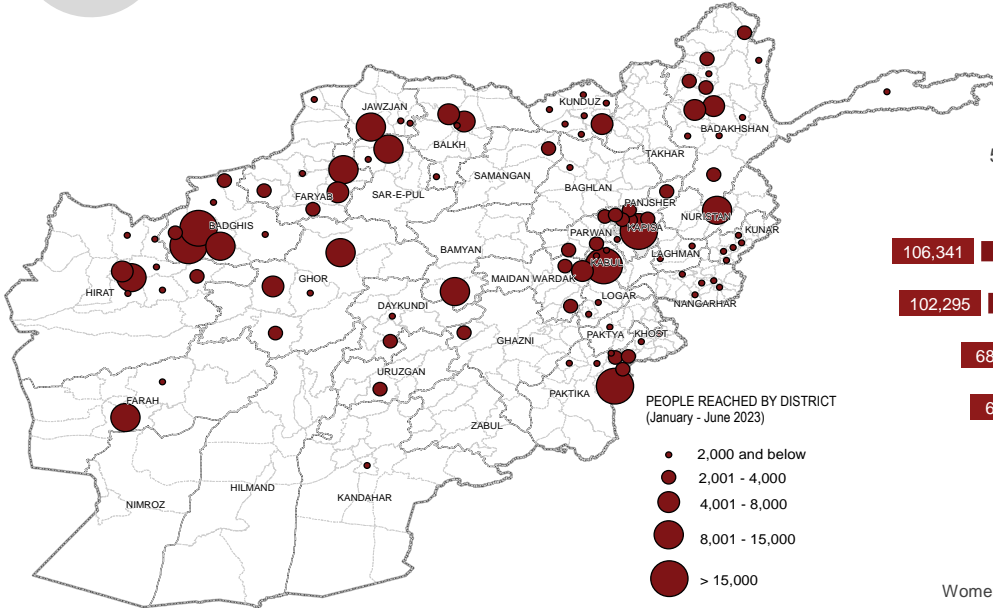 JAWZJAN
KUNDUZ
BALKH
BADAKHSHAN
TAKHAR
SAMANGAN
BAGHLAN
FARYAB
SAR-E-PUL
PANJSHER
NURISTAN
BADGHIS
PARWAN
KAPISA
KUNAR
BAMYAN
LAGHMAN
106,341
KABUL
GHOR
MAIDAN WARDAK
HIRAT
LOGAR
NANGARHAR
DAYKUNDI
102,295
GHAZNI
PAKTYA
KHOST
68
URUZGAN
PAKTIKA
FARAH
PEOPLE REACHED BY DISTRICT
(January - June 2023)
ZABUL
2,000 and below
2,001 - 4,000
4,001 - 8,000
8,001 - 15,000
> 15,000
HILMAND
KANDAHAR
NIMROZ
Wome